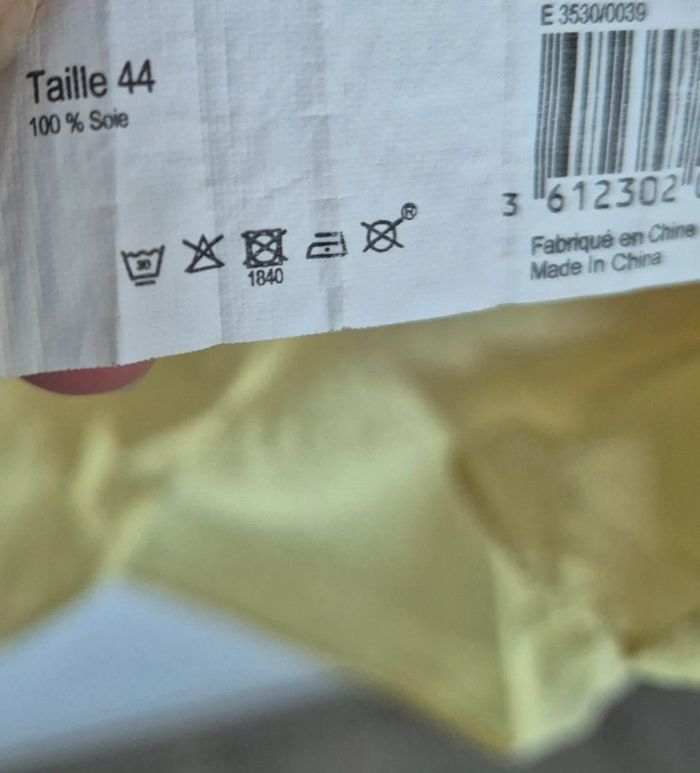 E 3530/0039
Taille 44
100 % Soie
3 612302
30
1840
®
Fabriqué en Chine
Made In China